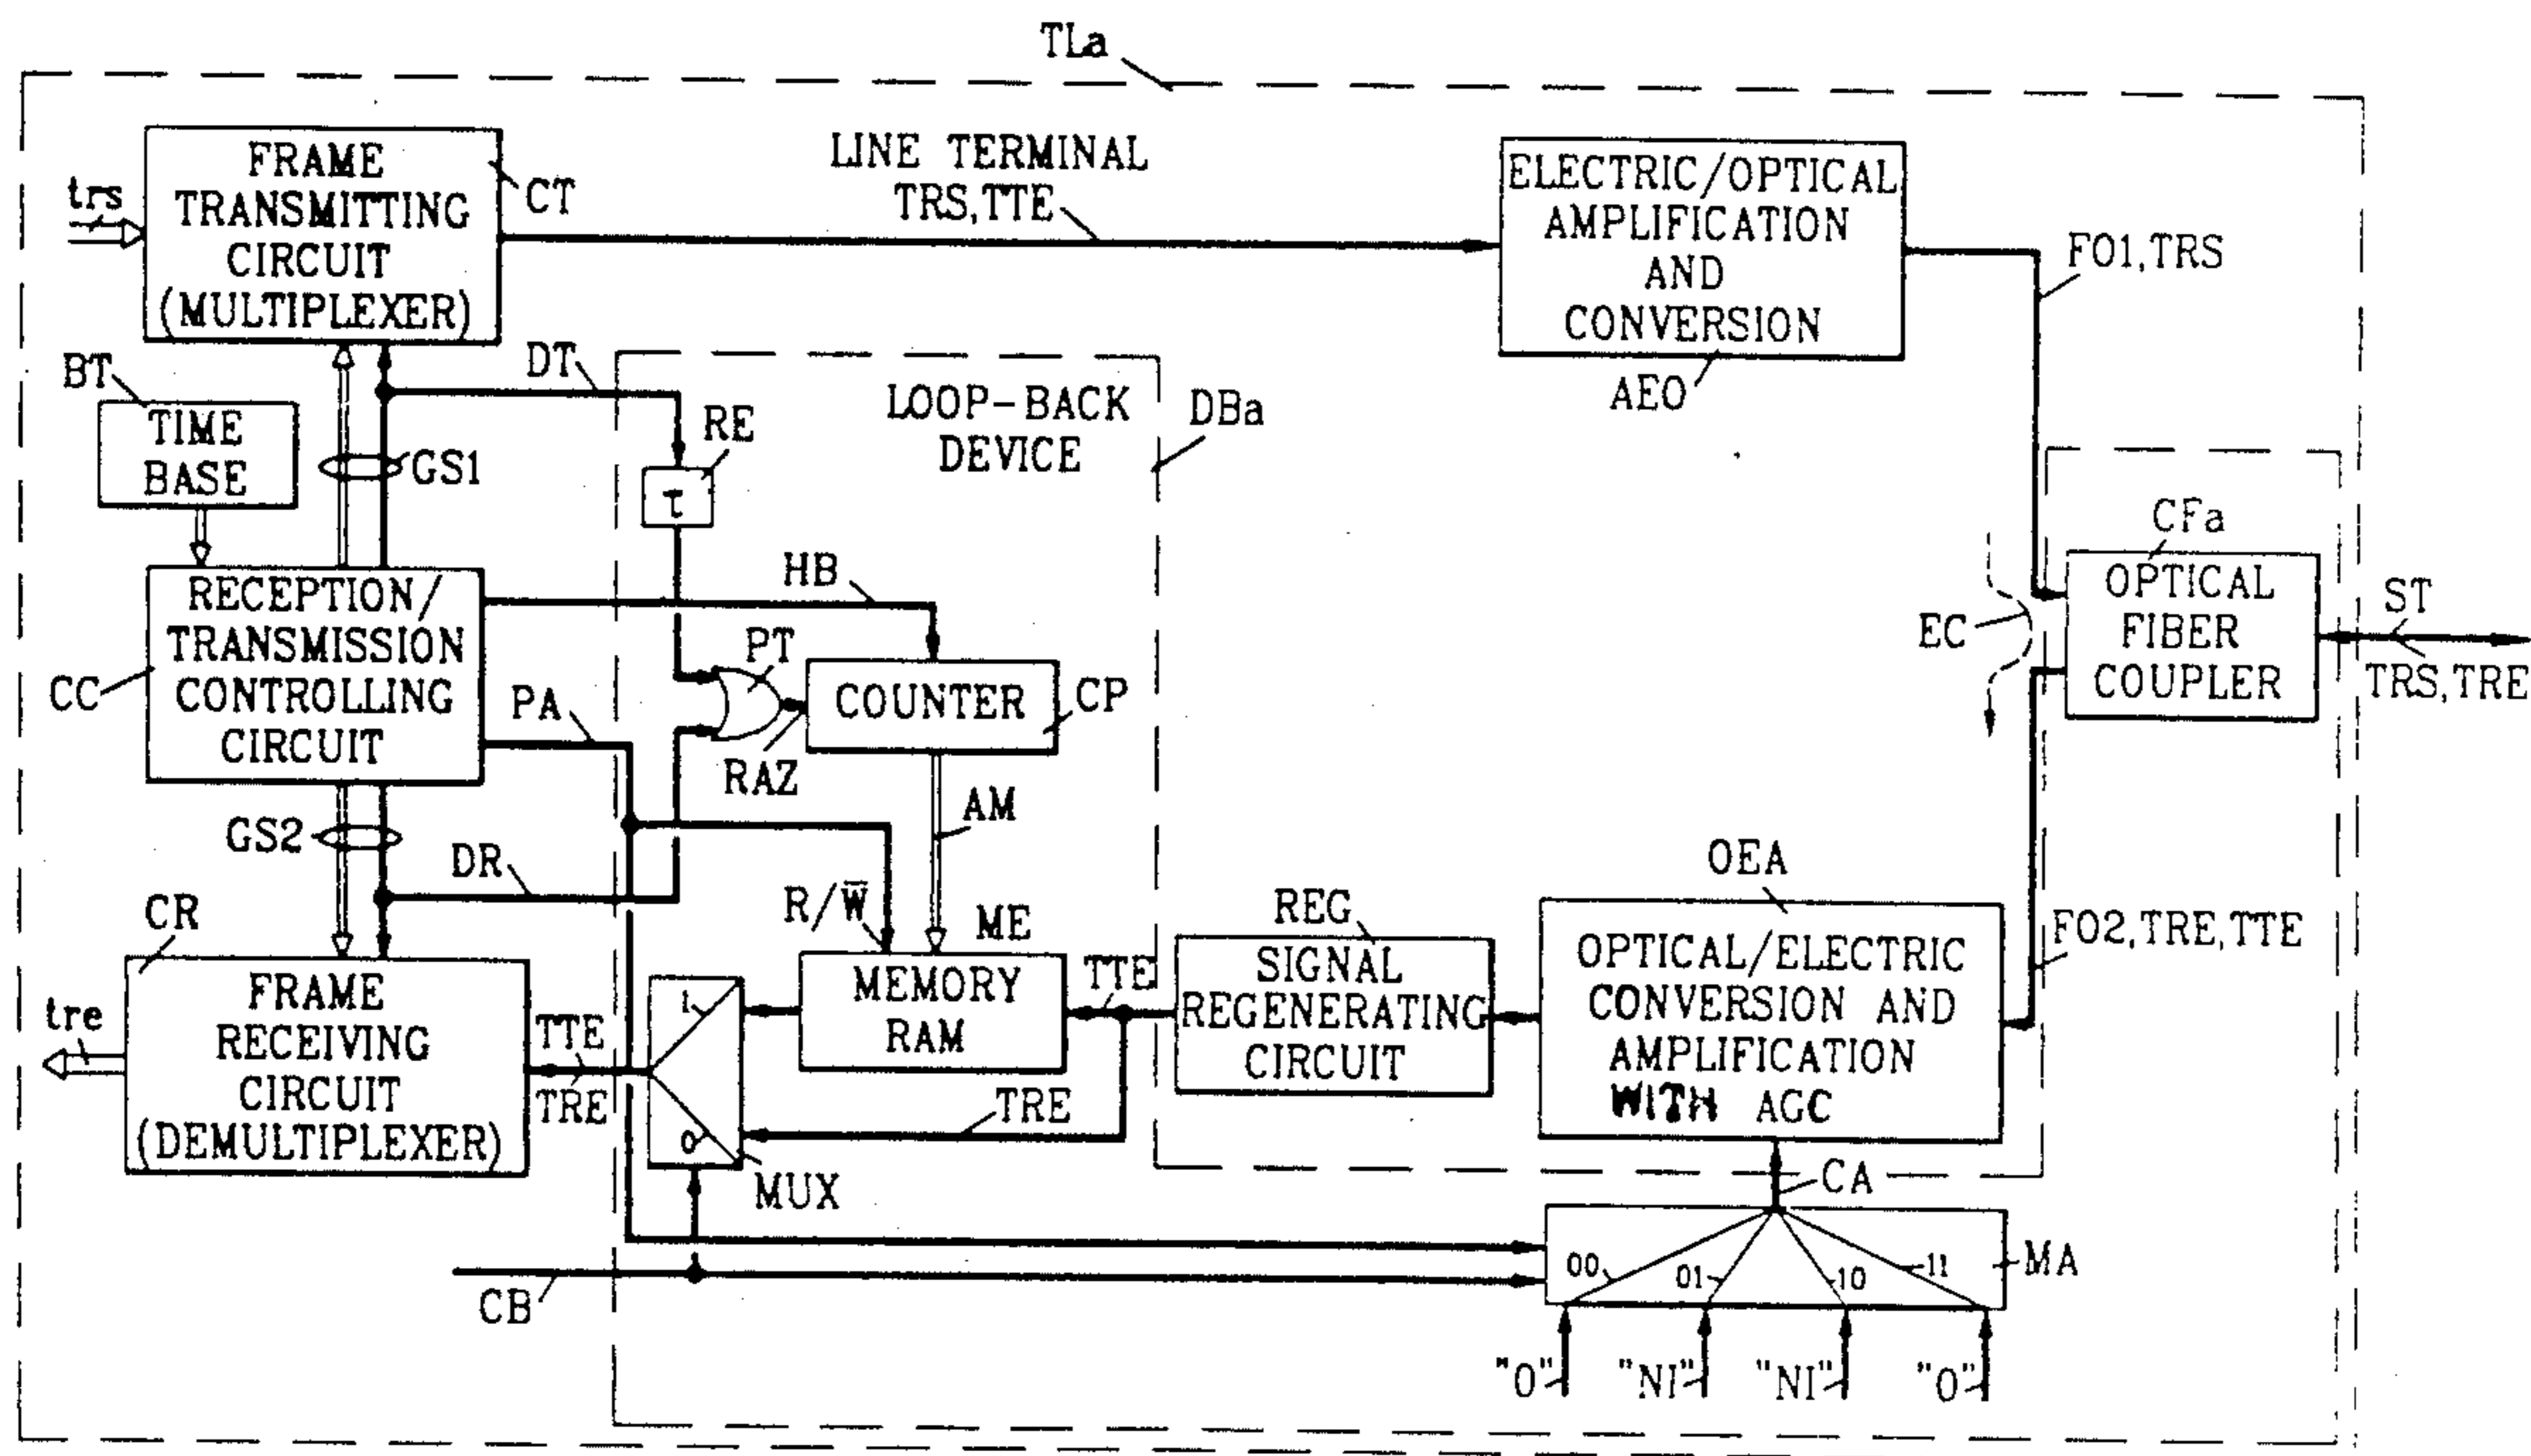 TLa
FRAME
TRANSMITTING
CIRCUIT
(MULTIPLEXER)
trs
CT
LINE TERMINAL
TRS,TTE
ELECTRIC/OPTICAL
AMPLIFICATION
AND
CONVERSION
AEO
FO1,TRS
BT
TIME
BASE
GS1
DT
RE
τ
LOOP-BACK
DEVICE
DBa
CFa
OPTICAL
FIBER
COUPLER
EC
ST
TRS,TRE
RECEPTION/
TRANSMISSION
CONTROLLING
CIRCUIT
CC
HB
PT
COUNTER
CP
PA
RAZ
AM
GS2
DR
R/W̅
ME
MEMORY
RAM
CR
FRAME
RECEIVING
CIRCUIT
(DEMULTIPLEXER)
tre
TTE
TRE
1
0
MUX
TTE
TRE
REG
SIGNAL
REGENERATING
CIRCUIT
OEA
OPTICAL/ELECTRIC
CONVERSION AND
AMPLIFICATION
WITH AGC
FO2,TRE,TTE
CA
00
01
10
11
MA
CB
"0"
"NI"
"NI"
"0"